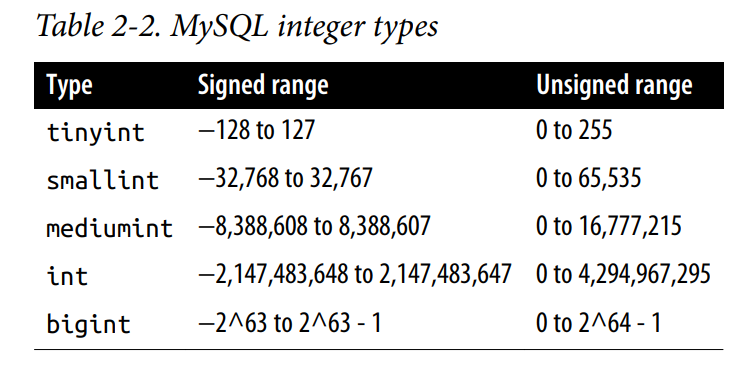 Table 2-2. MySQL integer types
Type Signed range Unsigned range
tinyint −128 to 127 0 to 255
smallint −32,768 to 32,767 0 to 65,535
mediumint −8,388,608 to 8,388,607 0 to 16,777,215
int −2,147,483,648 to 2,147,483,647 0 to 4,294,967,295
bigint −2^63 to 2^63 - 1 0 to 2^64 - 1